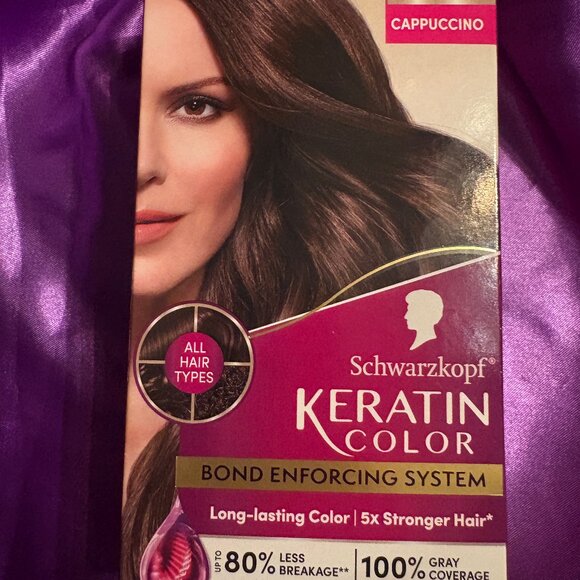 CAPPUCCINO
ALL
HAIR
TYPES
Schwarzkopf®
KERATIN
COLOR
BOND ENFORCING SYSTEM
Long-lasting Color | 5x Stronger Hair*
UP TO 80% LESS BREAKAGE** | 100% GRAY COVERAGE